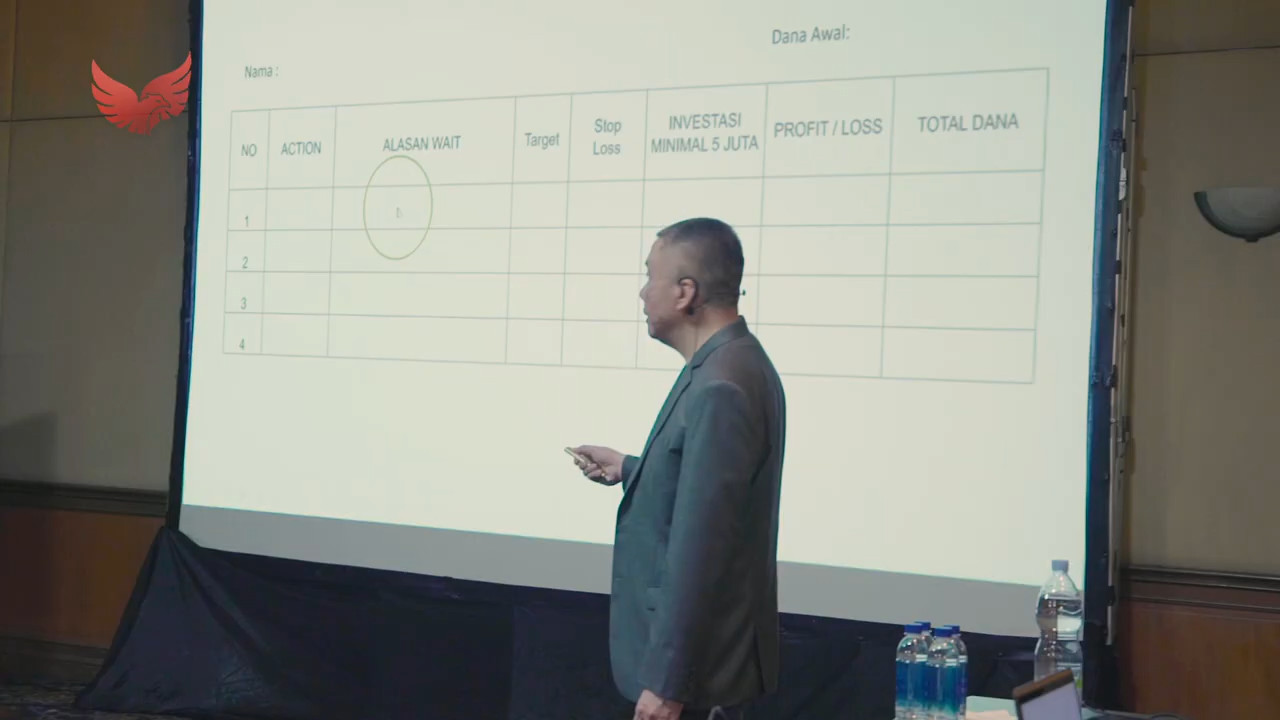 Dana Awal:
Nama :
NO
ACTION
ALASAN WAIT
Target
Stop
Loss
INVESTASI
MINIMAL 5 JUTA
PROFIT / LOSS
TOTAL DANA
1
2
3
4